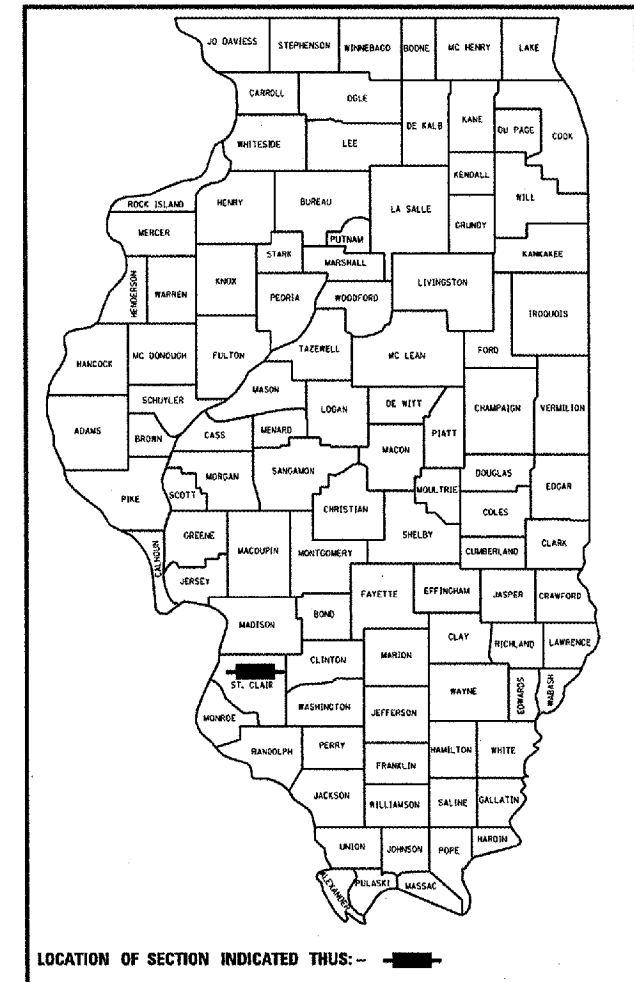 JO DAVIESS STEPHENSON WINNEBAGO BOONE MC HENRY LAKE
CARROLL OGLE DE KALB KANE DU PAGE COOK
WHITESIDE LEE
KENDALL WILL
ROCK ISLAND HENRY BUREAU LA SALLE GRUNDY
MERCER PUTNAM
STARK MARSHALL KANKAKEE
HENDERSON WARREN KNOX PEORIA WOODFORD LIVINGSTON IROQUOIS
HANCOCK MC DONOUGH FULTON TAZEWELL MC LEAN FORD
SCHUYLER MASON LOGAN DE WITT CHAMPAIGN VERMILION
ADAMS BROWN CASS MENARD PIATT
MACON
PIKE SCOTT MORGAN SANGAMON MOULTRIE DOUGLAS EDGAR
CHRISTIAN COLES
CALHOUN GREENE MACOUPIN MONTGOMERY SHELBY CUMBERLAND CLARK
JERSEY
FAYETTE EFFINGHAM JASPER CRAWFORD
MADISON BOND
CLAY RICHLAND LAWRENCE
CLINTON MARION
ST. CLAIR WAYNE EDWARDS WABASH
MONROE WASHINGTON JEFFERSON
RANDOLPH PERRY HAMILTON WHITE
FRANKLIN
JACKSON WILLIAMSON SALINE GALLATIN
UNION JOHNSON POPE HARDIN
ALEXANDER PULASKI MASSAC
LOCATION OF SECTION INDICATED THUS: –